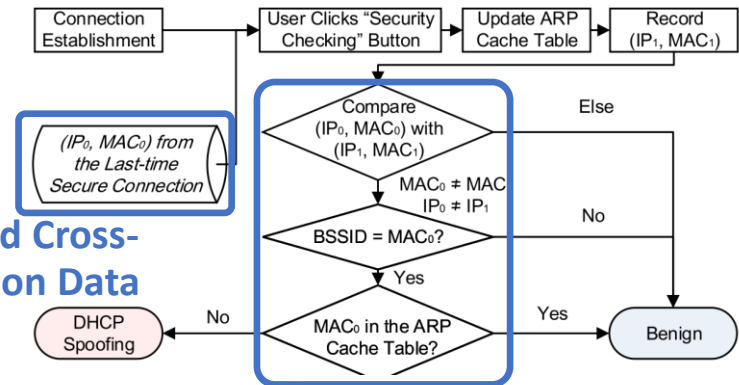 Connection
Establishment
User Clicks "Security
Checking" Button
Update ARP
Cache Table
Record
(IP₁, MAC₁)
(IP₀, MAC₀) from
the Last-time
Secure Connection
Compare
(IP₀, MAC₀) with
(IP₁, MAC₁)
Else
MAC₀ ≠ MAC
IP₀ ≠ IP₁
d Cross-
on Data
BSSID = MAC₀?
No
Yes
DHCP
Spoofing
No
MAC₀ in the ARP
Cache Table?
Yes
Benign